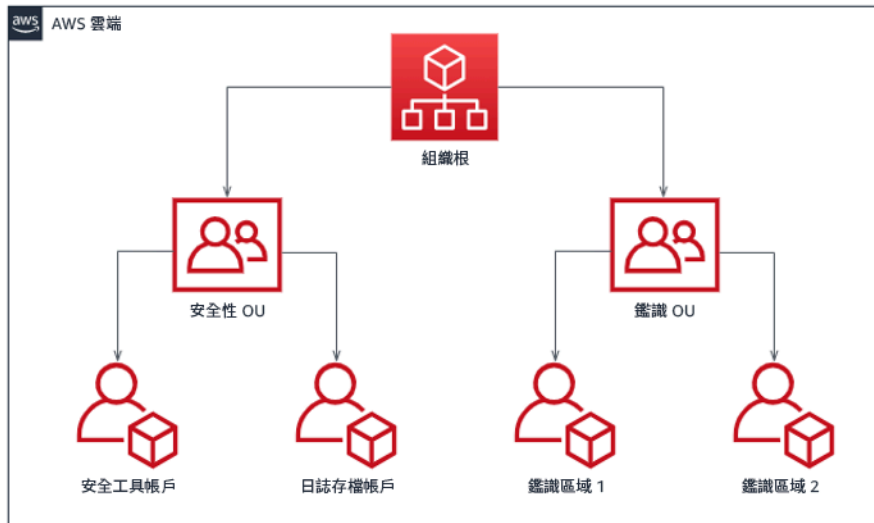 aws
AWS 雲端
組織根
安全性 OU
鑑識 OU
安全工具帳戶
日誌存檔帳戶
鑑識區域 1
鑑識區域 2